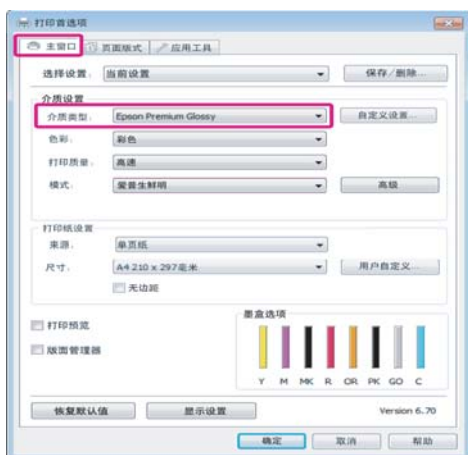 打印首选项
主窗口 页面版式 应用工具
选择设置: 当前设置 保存/删除...
介质设置
介质类型: Epson Premium Glossy 自定义设置...
色彩: 彩色
打印质量: 高速
模式: 爱普生鲜明 高级
打印纸设置
来源: 单页纸
尺寸: A4 210 x 297毫米 用户自定义...
无边距
打印预览
版面管理器
墨盒选项
Y M MK R OR PK GO C
恢复默认值 显示设置 Version 6.70
确定 取消 帮助